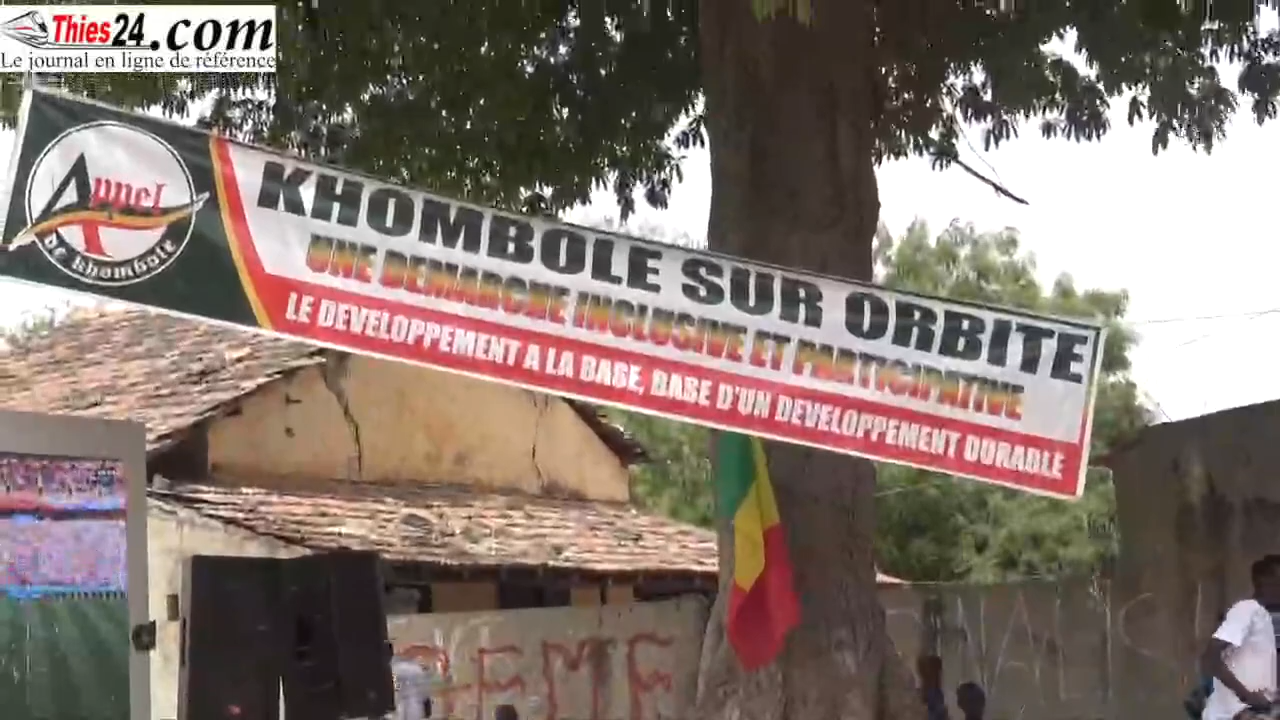 Thies24.com
Le journal en ligne de référence
Appel
De khombole
KHOMBOLE SUR ORBITE
UNE DEMARCHE INCLUSIVE ET PARTICIPATIVE
LE DEVELOPPEMENT A LA BASE, BASE D'UN DEVELOPPEMENT DURABLE